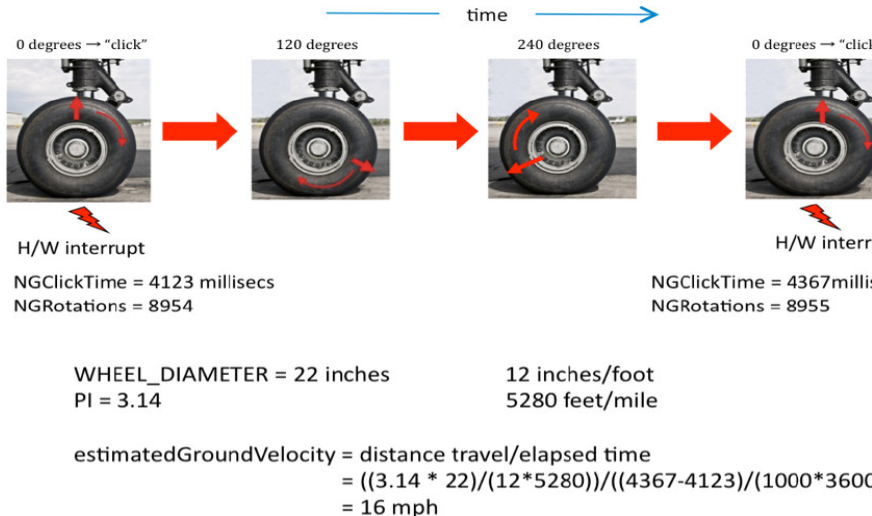 time
0 degrees → “click”
120 degrees
240 degrees
0 degrees → “click
H/W interrupt
NGClickTime = 4123 millisecs
NGRotations = 8954
H/W interr
NGClickTime = 4367millis
NGRotations = 8955
WHEEL_DIAMETER = 22 inches
12 inches/foot
PI = 3.14
5280 feet/mile
estimatedGroundVelocity = distance travel/elapsed time
= ((3.14 * 22)/(12*5280))/((4367-4123)/(1000*3600
= 16 mph